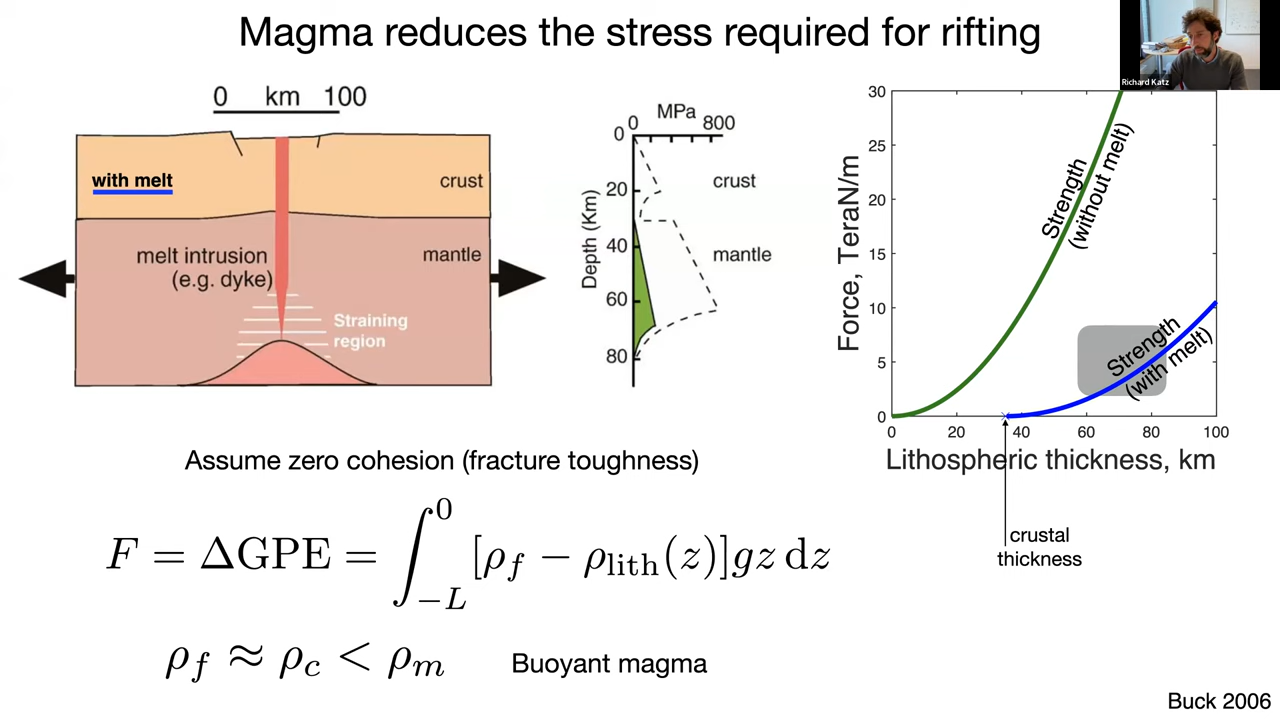 Magma reduces the stress required for rifting
Richard Katz
0 km 100
with melt
crust
melt intrusion
(e.g. dyke)
mantle
Straining
region
MPa
0 800
0
20
40
60
80
Depth (Km)
crust
mantle
30
25
20
15
10
5
0
Force, TeraN/m
Strength
(without melt)
Strength
(with melt)
0 20 40 60 80 100
Lithospheric thickness, km
crustal
thickness
Assume zero cohesion (fracture toughness)
F = ΔGPE = ∫_{−L}^{0} [ρ_f − ρ_lith(z)]gz dz
ρ_f ≈ ρ_c < ρ_m
Buoyant magma
Buck 2006